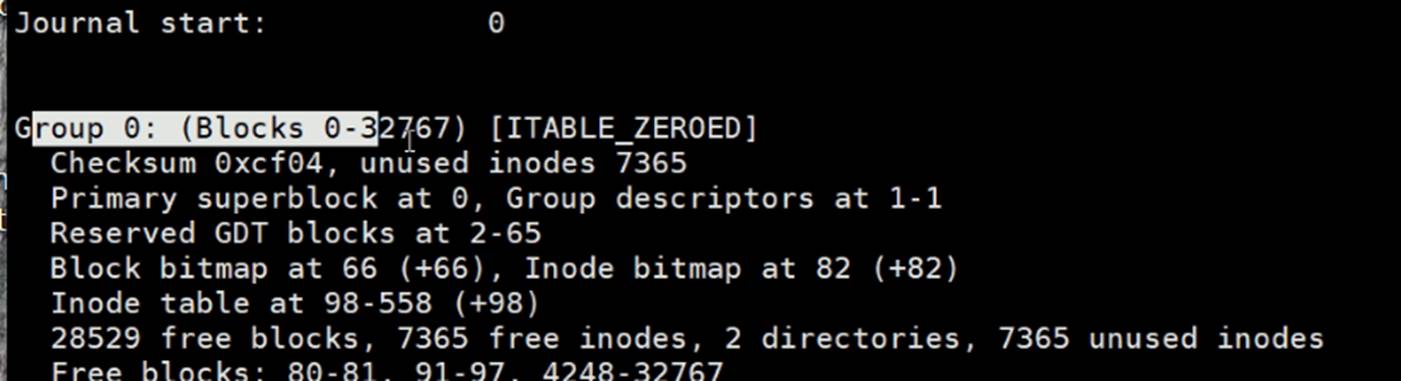 Journal start: 0
Group 0: (Blocks 0-32767) [ITABLE_ZEROED]
Checksum 0xcf04, unused inodes 7365
Primary superblock at 0, Group descriptors at 1-1
Reserved GDT blocks at 2-65
Block bitmap at 66 (+66), Inode bitmap at 82 (+82)
Inode table at 98-558 (+98)
28529 free blocks, 7365 free inodes, 2 directories, 7365 unused inodes
Free blocks: 80-81, 91-97, 4248-32767